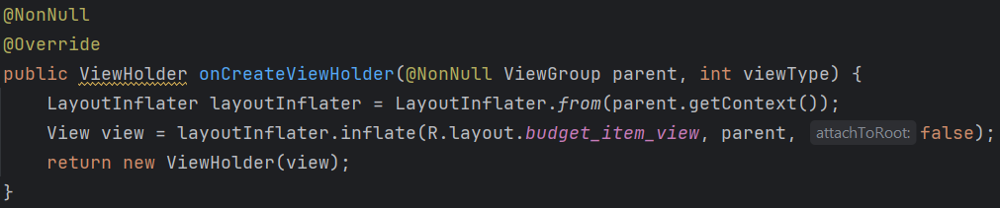 @NonNull
@Override
public ViewHolder onCreateViewHolder(@NonNull ViewGroup parent, int viewType) {
    LayoutInflater layoutInflater = LayoutInflater.from(parent.getContext());
    View view = layoutInflater.inflate(R.layout.budget_item_view, parent, attachToRoot: false);
    return new ViewHolder(view);
}